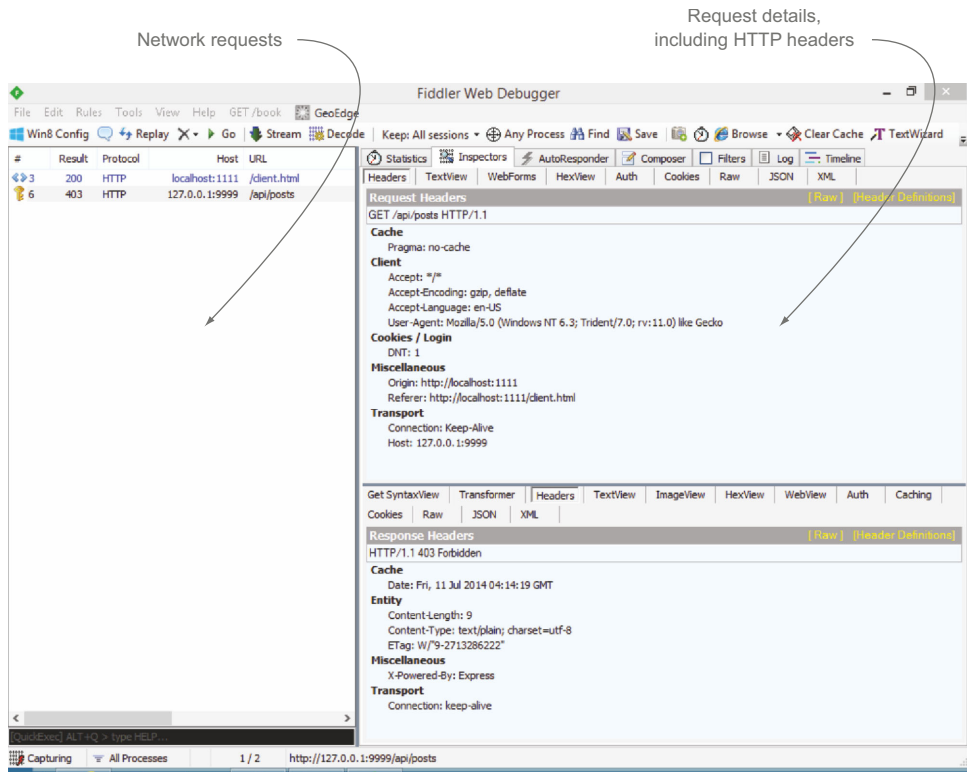 Network requests
Request details,
including HTTP headers
Fiddler Web Debugger
File Edit Rules Tools View Help GET /book GeoEdge
Win8 Config Replay Go Stream Decode Keep: All sessions Any Process Find Save Browse Clear Cache TextWizard
# Result Protocol Host URL
3 200 HTTP localhost:1111 /client.html
6 403 HTTP 127.0.0.1:9999 /api/posts
Statistics Inspectors AutoResponder Composer Filters Log Timeline
Headers TextView WebForms HexView Auth Cookies Raw JSON XML
Request Headers [Raw] [Header Definitions]
GET /api/posts HTTP/1.1
Cache
Pragma: no-cache
Client
Accept: */*
Accept-Encoding: gzip, deflate
Accept-Language: en-US
User-Agent: Mozilla/5.0 (Windows NT 6.3; Trident/7.0; rv:11.0) like Gecko
Cookies / Login
DNT: 1
Miscellaneous
Origin: http://localhost:1111
Referer: http://localhost:1111/client.html
Transport
Connection: Keep-Alive
Host: 127.0.0.1:9999
Get SyntaxView Transformer Headers TextView ImageView HexView WebView Auth Caching
Cookies Raw JSON XML
Response Headers [Raw] [Header Definitions]
HTTP/1.1 403 Forbidden
Cache
Date: Fri, 11 Jul 2014 04:14:19 GMT
Entity
Content-Length: 9
Content-Type: text/plain; charset=utf-8
ETag: W/"9-2713286222"
Miscellaneous
X-Powered-By: Express
Transport
Connection: keep-alive
[QuickExec] ALT+Q > type HELP...
Capturing All Processes 1 / 2 http://127.0.0.1:9999/api/posts